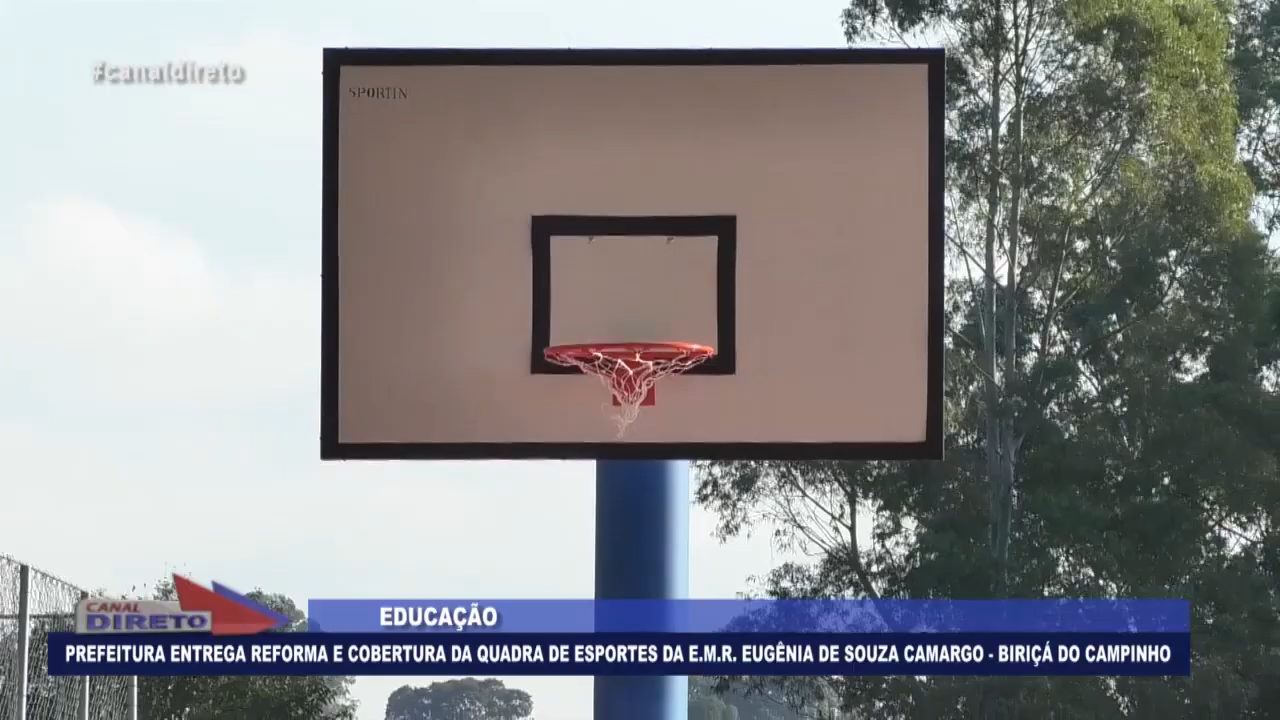 #canaldireto
SPORTIN
CANAL
DIRETO
EDUCAÇÃO
PREFEITURA ENTREGA REFORMA E COBERTURA DA QUADRA DE ESPORTES DA E.M.R. EUGÊNIA DE SOUZA CAMARGO - BIRIÇÁ DO CAMPINHO